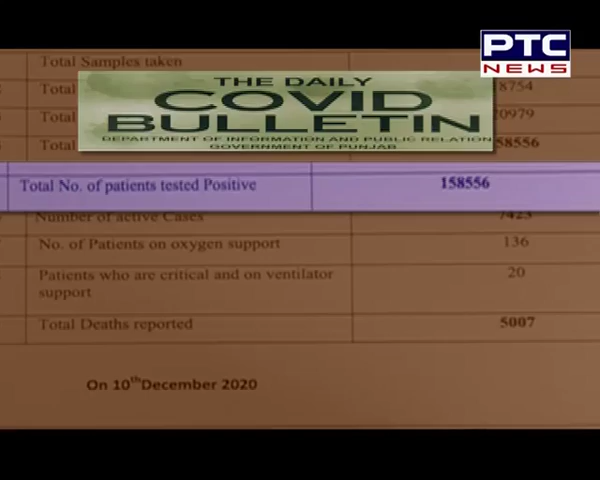 PTC
NEWS
Total Samples taken
THE DAILY
COVID
BULLETIN
DEPARTMENT OF INFORMATION AND PUBLIC RELATION
GOVERNMENT OF PUNJAB
Total 8754
Total 20979
Total 58556
Total No. of patients tested Positive 158556
Number of active Cases 7423
No. of Patients on oxygen support 136
Patients who are critical and on ventilator 20
support
Total Deaths reported 5007
On 10th December 2020